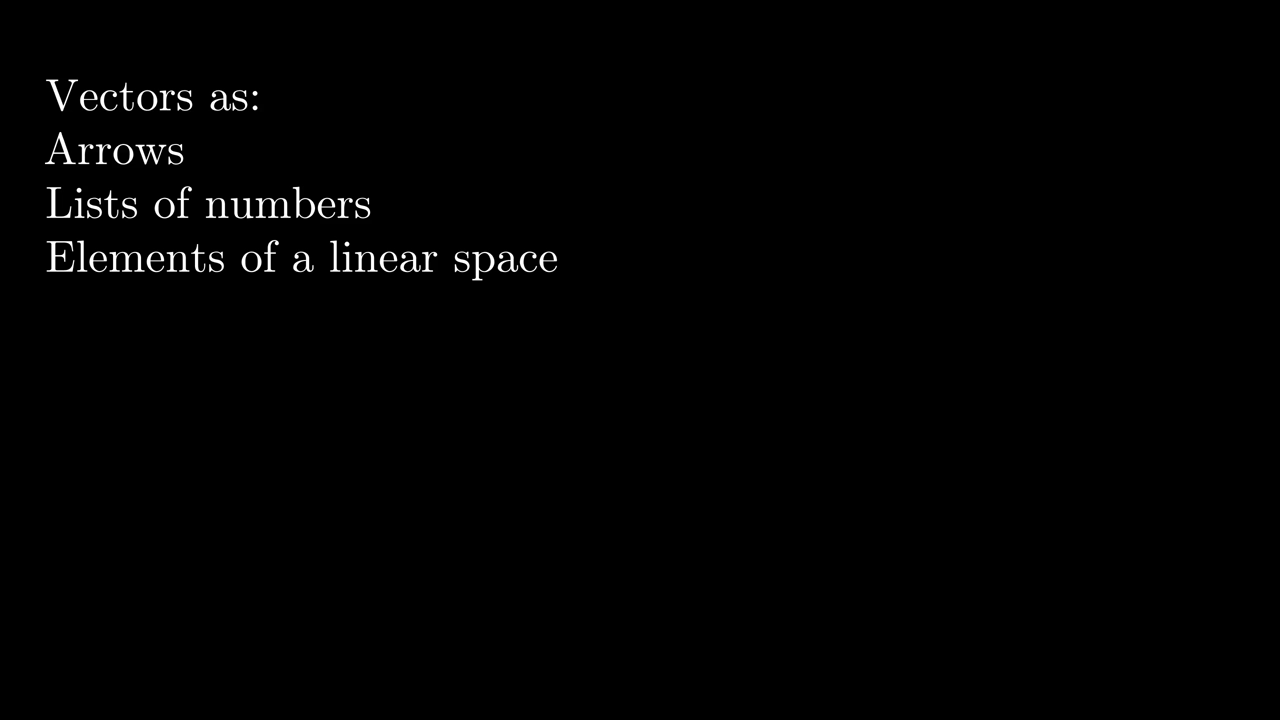 Vectors as:
Arrows
Lists of numbers
Elements of a linear space